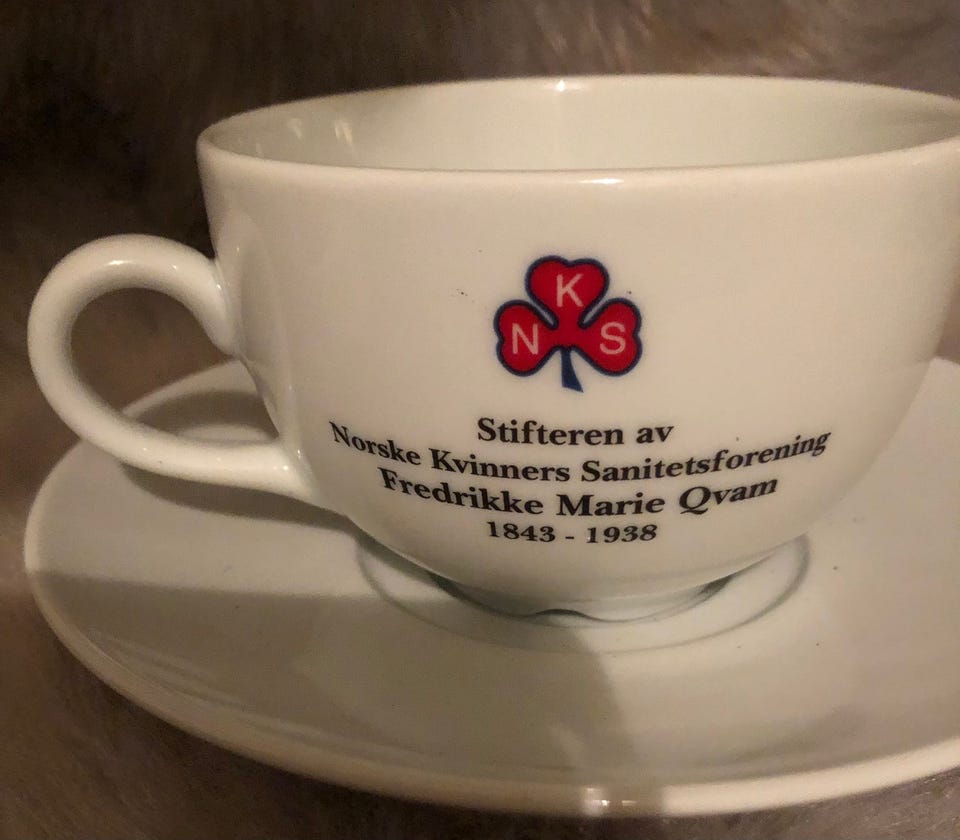 K
N S
Stifteren av
Norske Kvinners Sanitetsforening
Fredrikke Marie Qvam
1843 - 1938